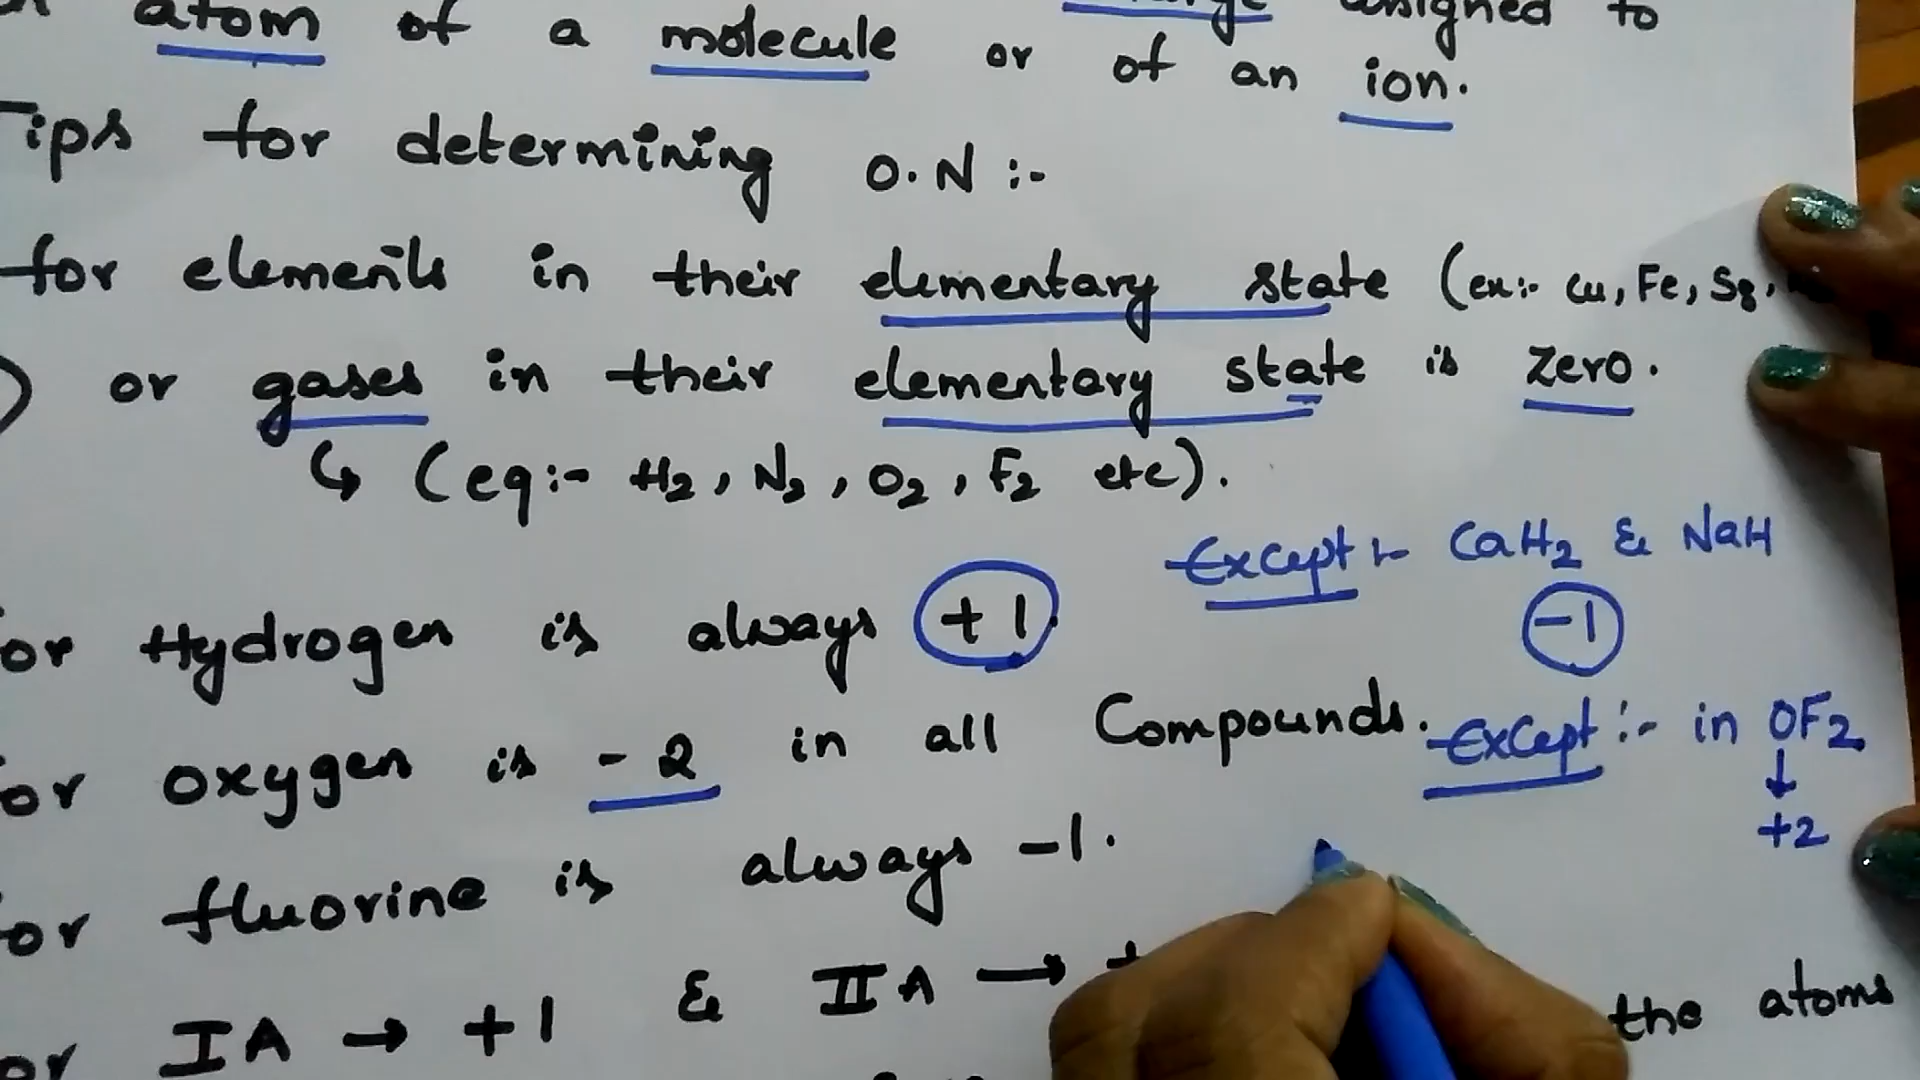 atom of a molecule or of an ion. assigned to
Tips for determining O.N :-
for elements in their elementary state (ex:- Cu, Fe, S8,
) or gases in their elementary state is zero.
↳ (eg:- H2, N2, O2, F2 etc).
Except :- CaH2 & NaH
-1
or Hydrogen is always +1.
or oxygen is -2 in all Compounds. Except :- in OF2
↓
+2
or fluorine is always -1.
or IA → +1 & IIA → the atoms